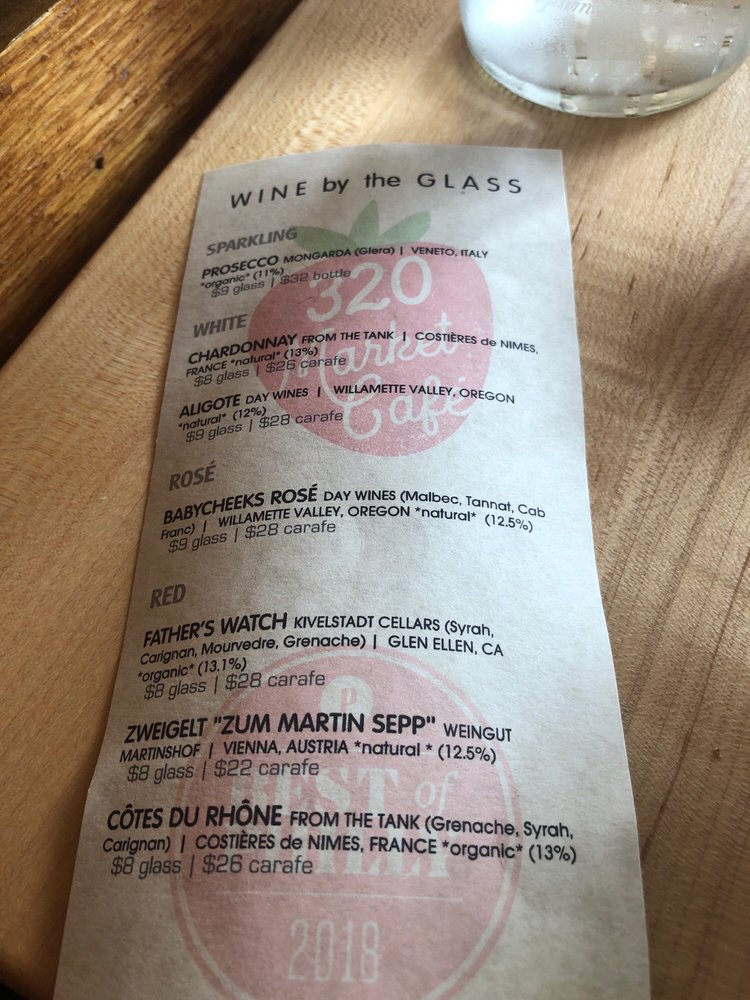 WINE by the GLASS
SPARKLING
PROSECCO MONGARDA (Glera) | VENETO, ITALY
*organic* (11%)
$9 glass | $32 bottle
320
Market
Café
WHITE
CHARDONNAY FROM THE TANK | COSTIÈRES de NIMES,
FRANCE *natural* (13%)
$8 glass | $26 carafe
ALIGOTE DAY WINES | WILLAMETTE VALLEY, OREGON
*natural* (12%)
$9 glass | $28 carafe
ROSÉ
BABYCHEEKS ROSÉ DAY WINES (Malbec, Tannat, Cab
Franc) | WILLAMETTE VALLEY, OREGON *natural* (12.5%)
$9 glass | $28 carafe
RED
FATHER'S WATCH KIVELSTADT CELLARS (Syrah,
Carignan, Mourvedre, Grenache) | GLEN ELLEN, CA
*organic* (13.1%)
$8 glass | $28 carafe
ZWEIGELT "ZUM MARTIN SEPP" WEINGUT
MARTINSHOF | VIENNA, AUSTRIA *natural * (12.5%)
$8 glass | $22 carafe
CÔTES DU RHÔNE FROM THE TANK (Grenache, Syrah,
Carignan) | COSTIÈRES de NIMES, FRANCE *organic* (13%)
$8 glass | $26 carafe
P
BEST of
PHILLY
2018